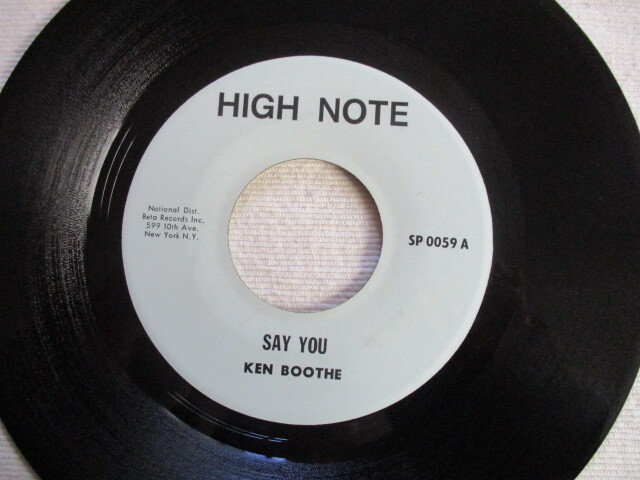 HIGH NOTE
National Dist.
Beta Records Inc.
599 10th Ave.
New York N.Y.
SP 0059 A
SAY YOU
KEN BOOTHE